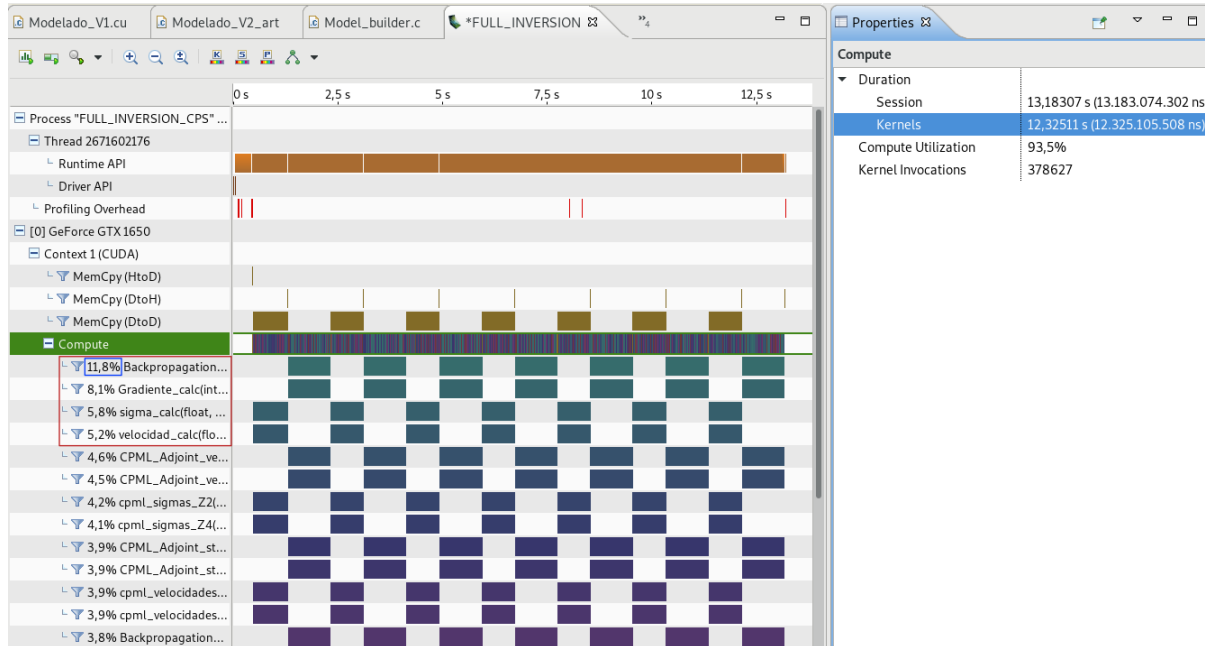 Modelado_V1.cu
Modelado_V2_art
Model_builder.c
*FULL_INVERSION
"4
Properties
K S P
Compute
0 s 2,5 s 5 s 7,5 s 10 s 12,5 s
Duration
Session 13,18307 s (13.183.074.302 ns
Kernels 12,32511 s (12.325.105.508 ns)
Compute Utilization 93,5%
Kernel Invocations 378627
Process "FULL_INVERSION_CPS" ...
Thread 2671602176
Runtime API
Driver API
Profiling Overhead
[0] GeForce GTX 1650
Context 1 (CUDA)
MemCpy (HtoD)
MemCpy (DtoH)
MemCpy (DtoD)
Compute
11,8% Backpropagation...
8,1% Gradiente_calc(int...
5,8% sigma_calc(float, ...
5,2% velocidad_calc(flo...
4,6% CPML_Adjoint_ve...
4,5% CPML_Adjoint_ve...
4,2% cpml_sigmas_Z2(...
4,1% cpml_sigmas_Z4(...
3,9% CPML_Adjoint_st...
3,9% CPML_Adjoint_st...
3,9% cpml_velocidades...
3,9% cpml_velocidades...
3,8% Backpropagation...